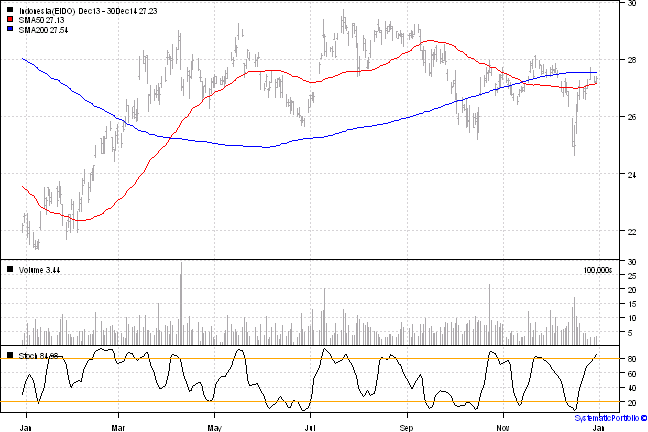 Indonesia(EIDO) Dec13 - 30Dec14 27.23
SMA50 27.13
SMA200 27.54
30
28
26
24
22
Volume 3.44
100,000s
30
25
20
15
10
5
Stoch 84.98
80
60
40
20
SystematicPortfolio ©
Jan Mar May Jul Sep Nov Jan